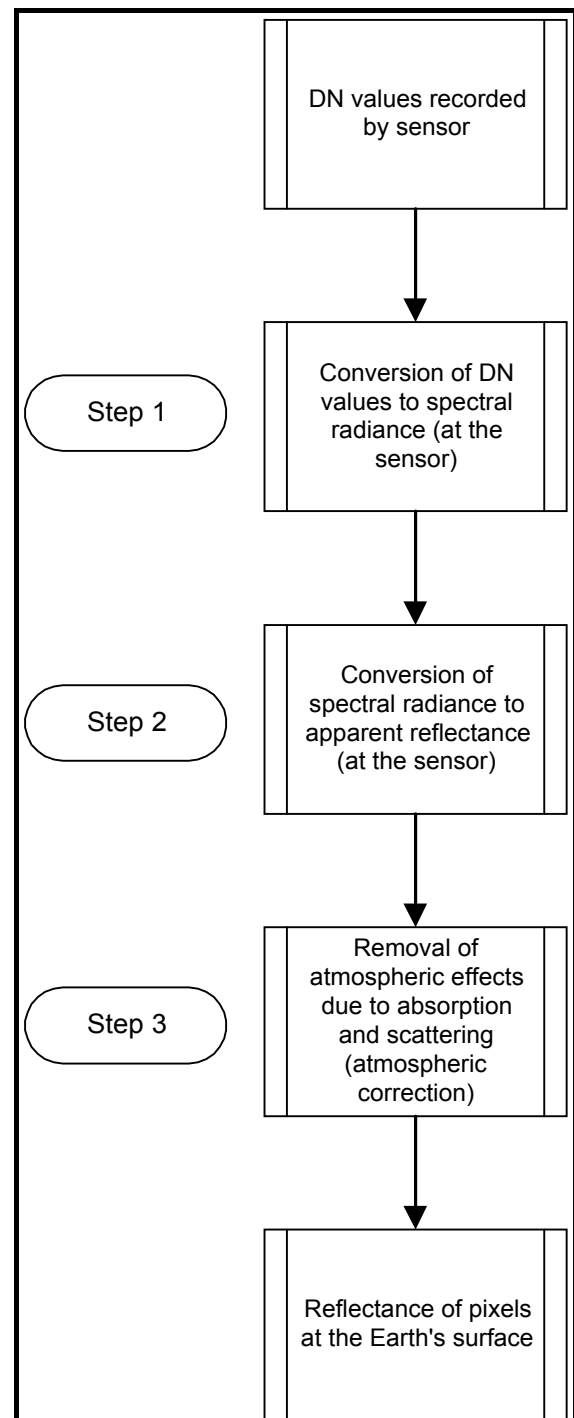 DN values recorded
by sensor
Step 1
Conversion of DN
values to spectral
radiance (at the
sensor)
Step 2
Conversion of
spectral radiance to
apparent reflectance
(at the sensor)
Step 3
Removal of
atmospheric effects
due to absorption
and scattering
(atmospheric
correction)
Reflectance of pixels
at the Earth's surface